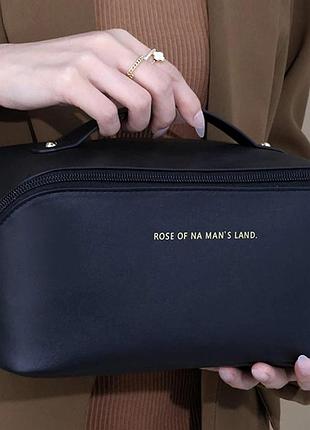 ROSE OF NA MAN'S LAND.